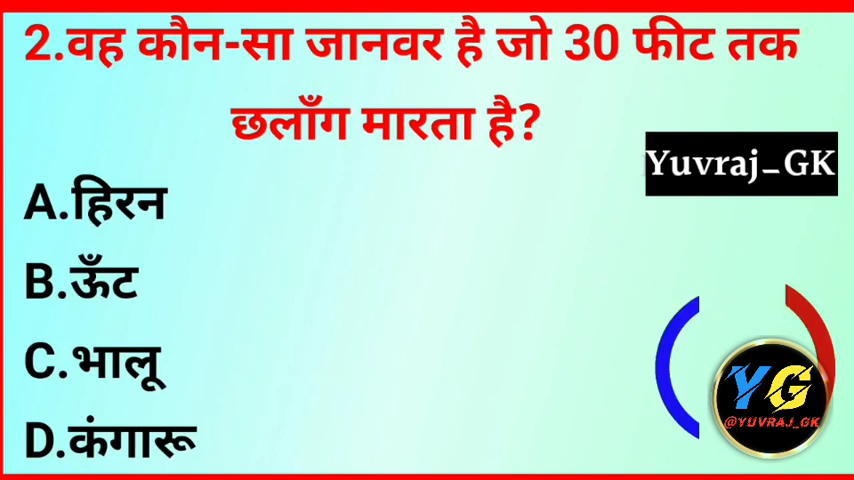 2.वह कौन-सा जानवर है जो 30 फीट तक
छलाँग मारता है?
Yuvraj_GK
A.हिरन
B.ऊँट
C.भालू
D.कंगारू
YG
@YUVRAJ_GK